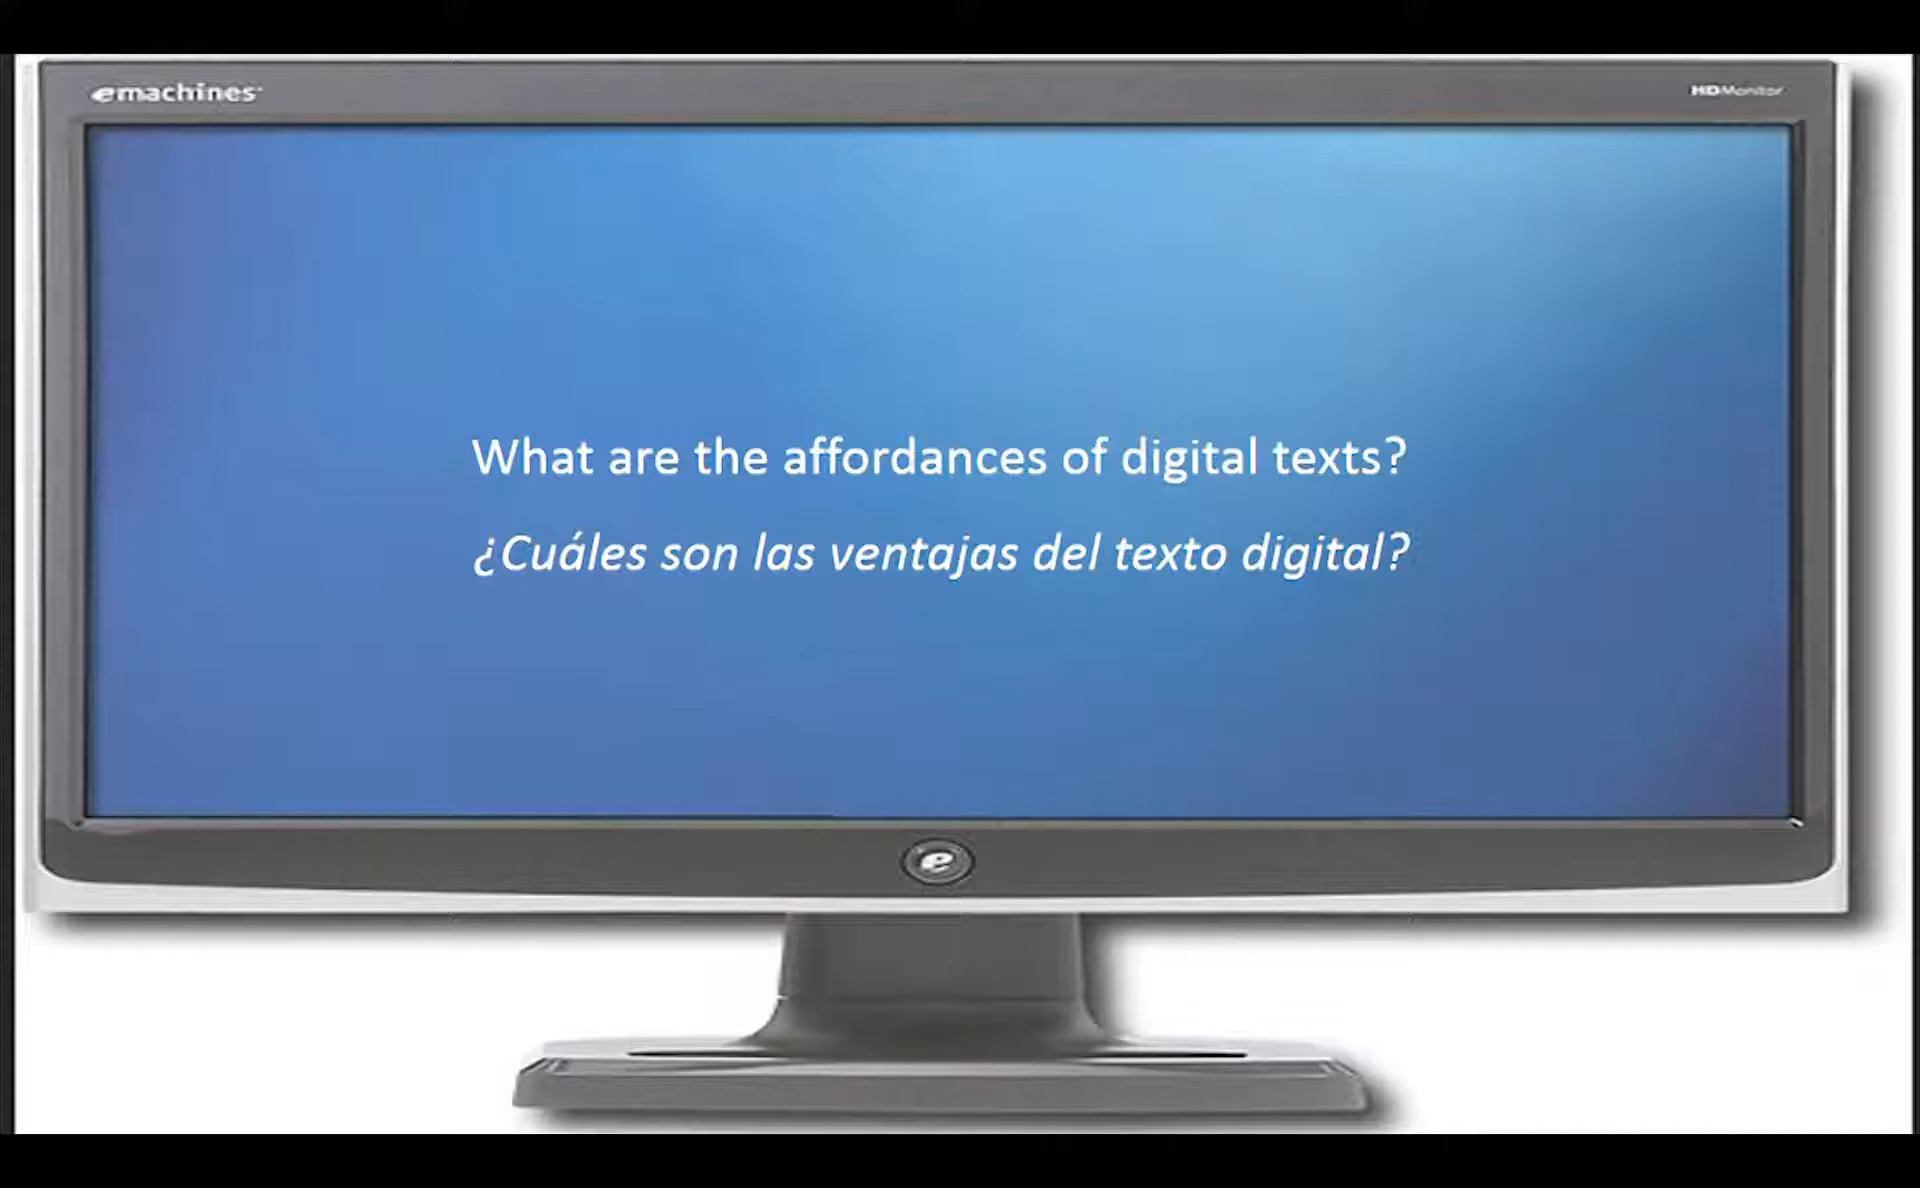 emachines
HDMonitor
What are the affordances of digital texts?
¿Cuáles son las ventajas del texto digital?
e